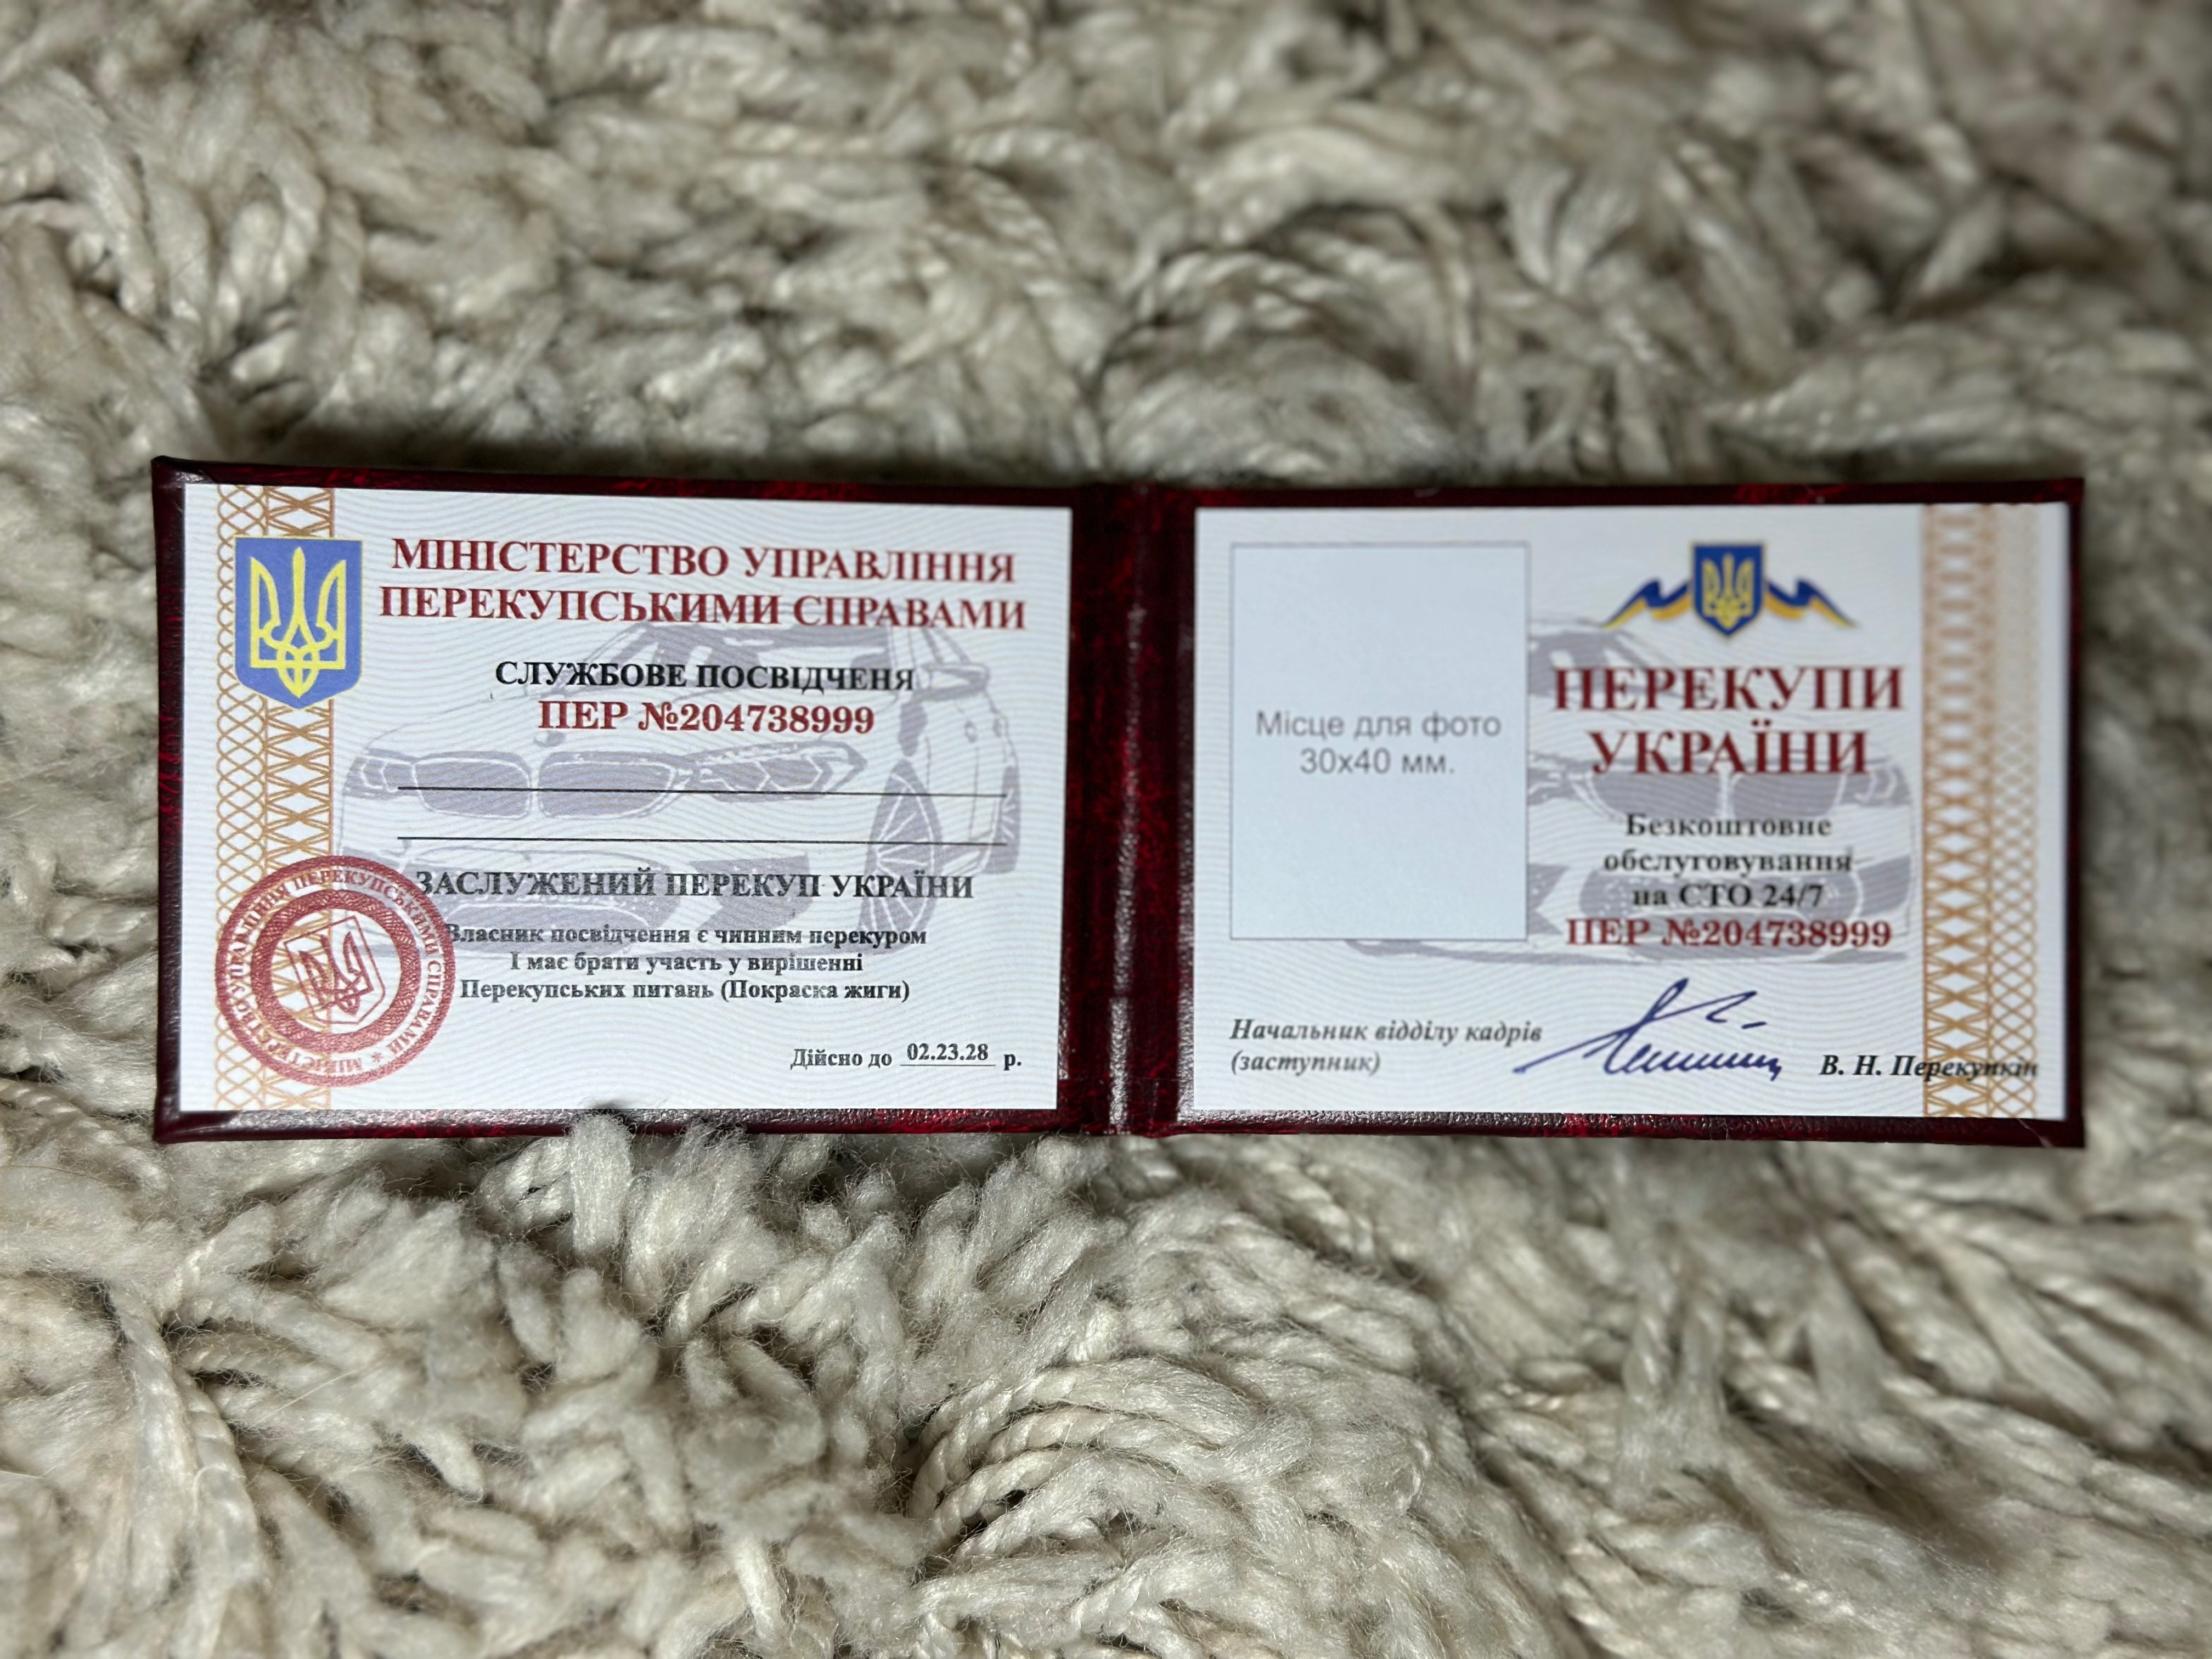 МІНІСТЕРСТВО УПРАВЛІННЯ
ПЕРЕКУПСЬКИМИ СПРАВАМИ
СЛУЖБОВЕ ПОСВІДЧЕНЯ
ПЕР №204738999
ЗАСЛУЖЕНИЙ ПЕРЕКУП УКРАЇНИ
Власник посвідчення є чинним перекуром
І має брати участь у вирішенні
Перекупських питань (Покраска жиги)
Дійсно до 02.23.28 р.
МІНІСТЕРСТВО УПРАВЛІННЯ ПЕРЕКУПСЬКИМИ СПРАВАМИ *
Місце для фото
30х40 мм.
ПЕРЕКУПИ
УКРАЇНИ
Безкоштовне
обслуговування
на СТО 24/7
ПЕР №204738999
Начальник відділу кадрів
(заступник)
В. Н. Перекупкін